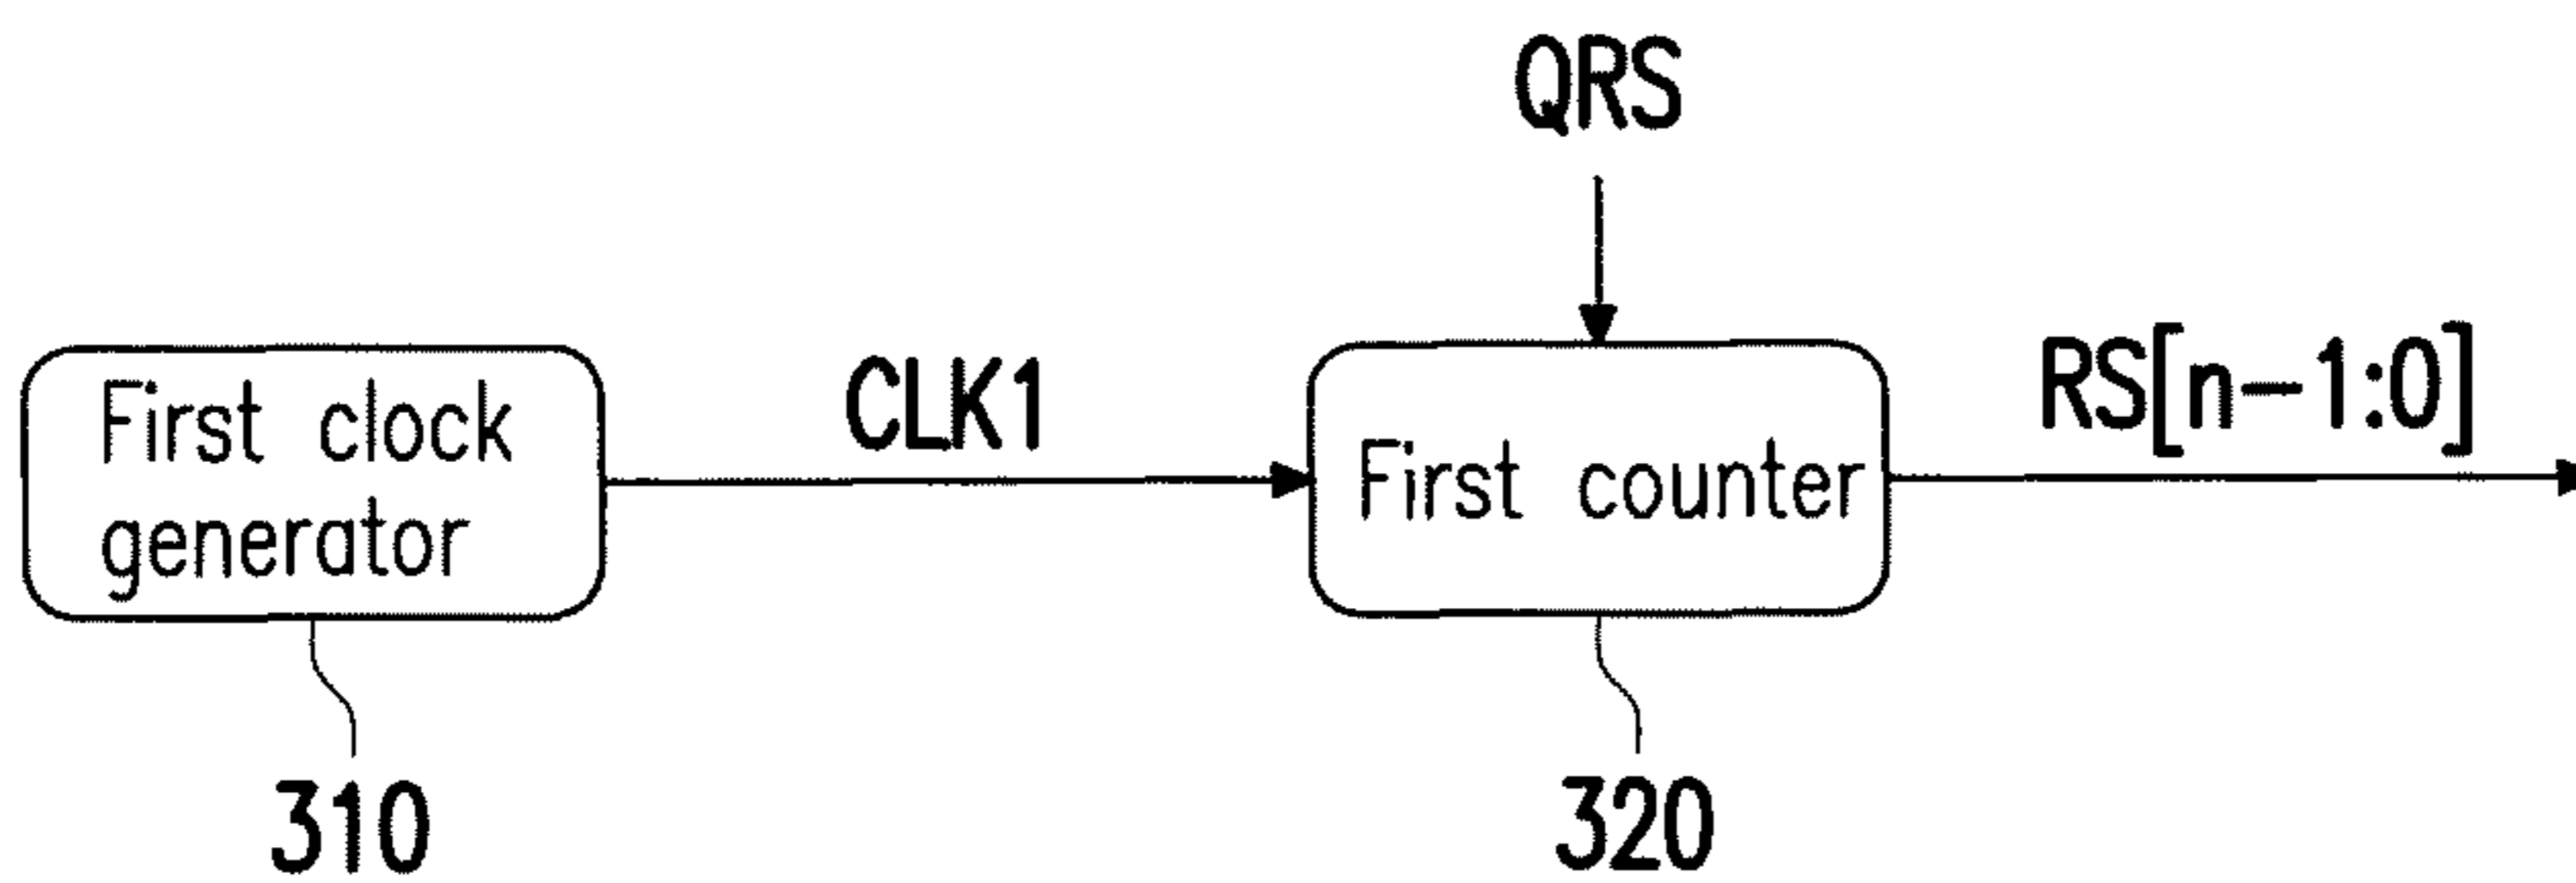 QRS
First clock
generator
CLK1
First counter
RS[n-1:0]
310
320